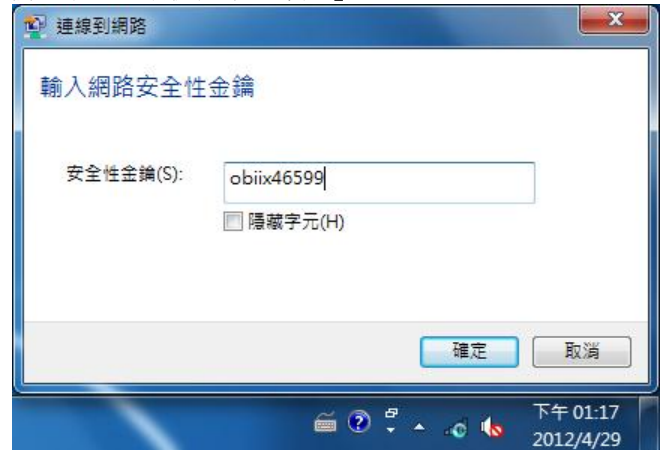 連線到網路
輸入網路安全性金鑰
安全性金鑰(S):
obiix46599
隱藏字元(H)
確定
取消
下午 01:17
2012/4/29